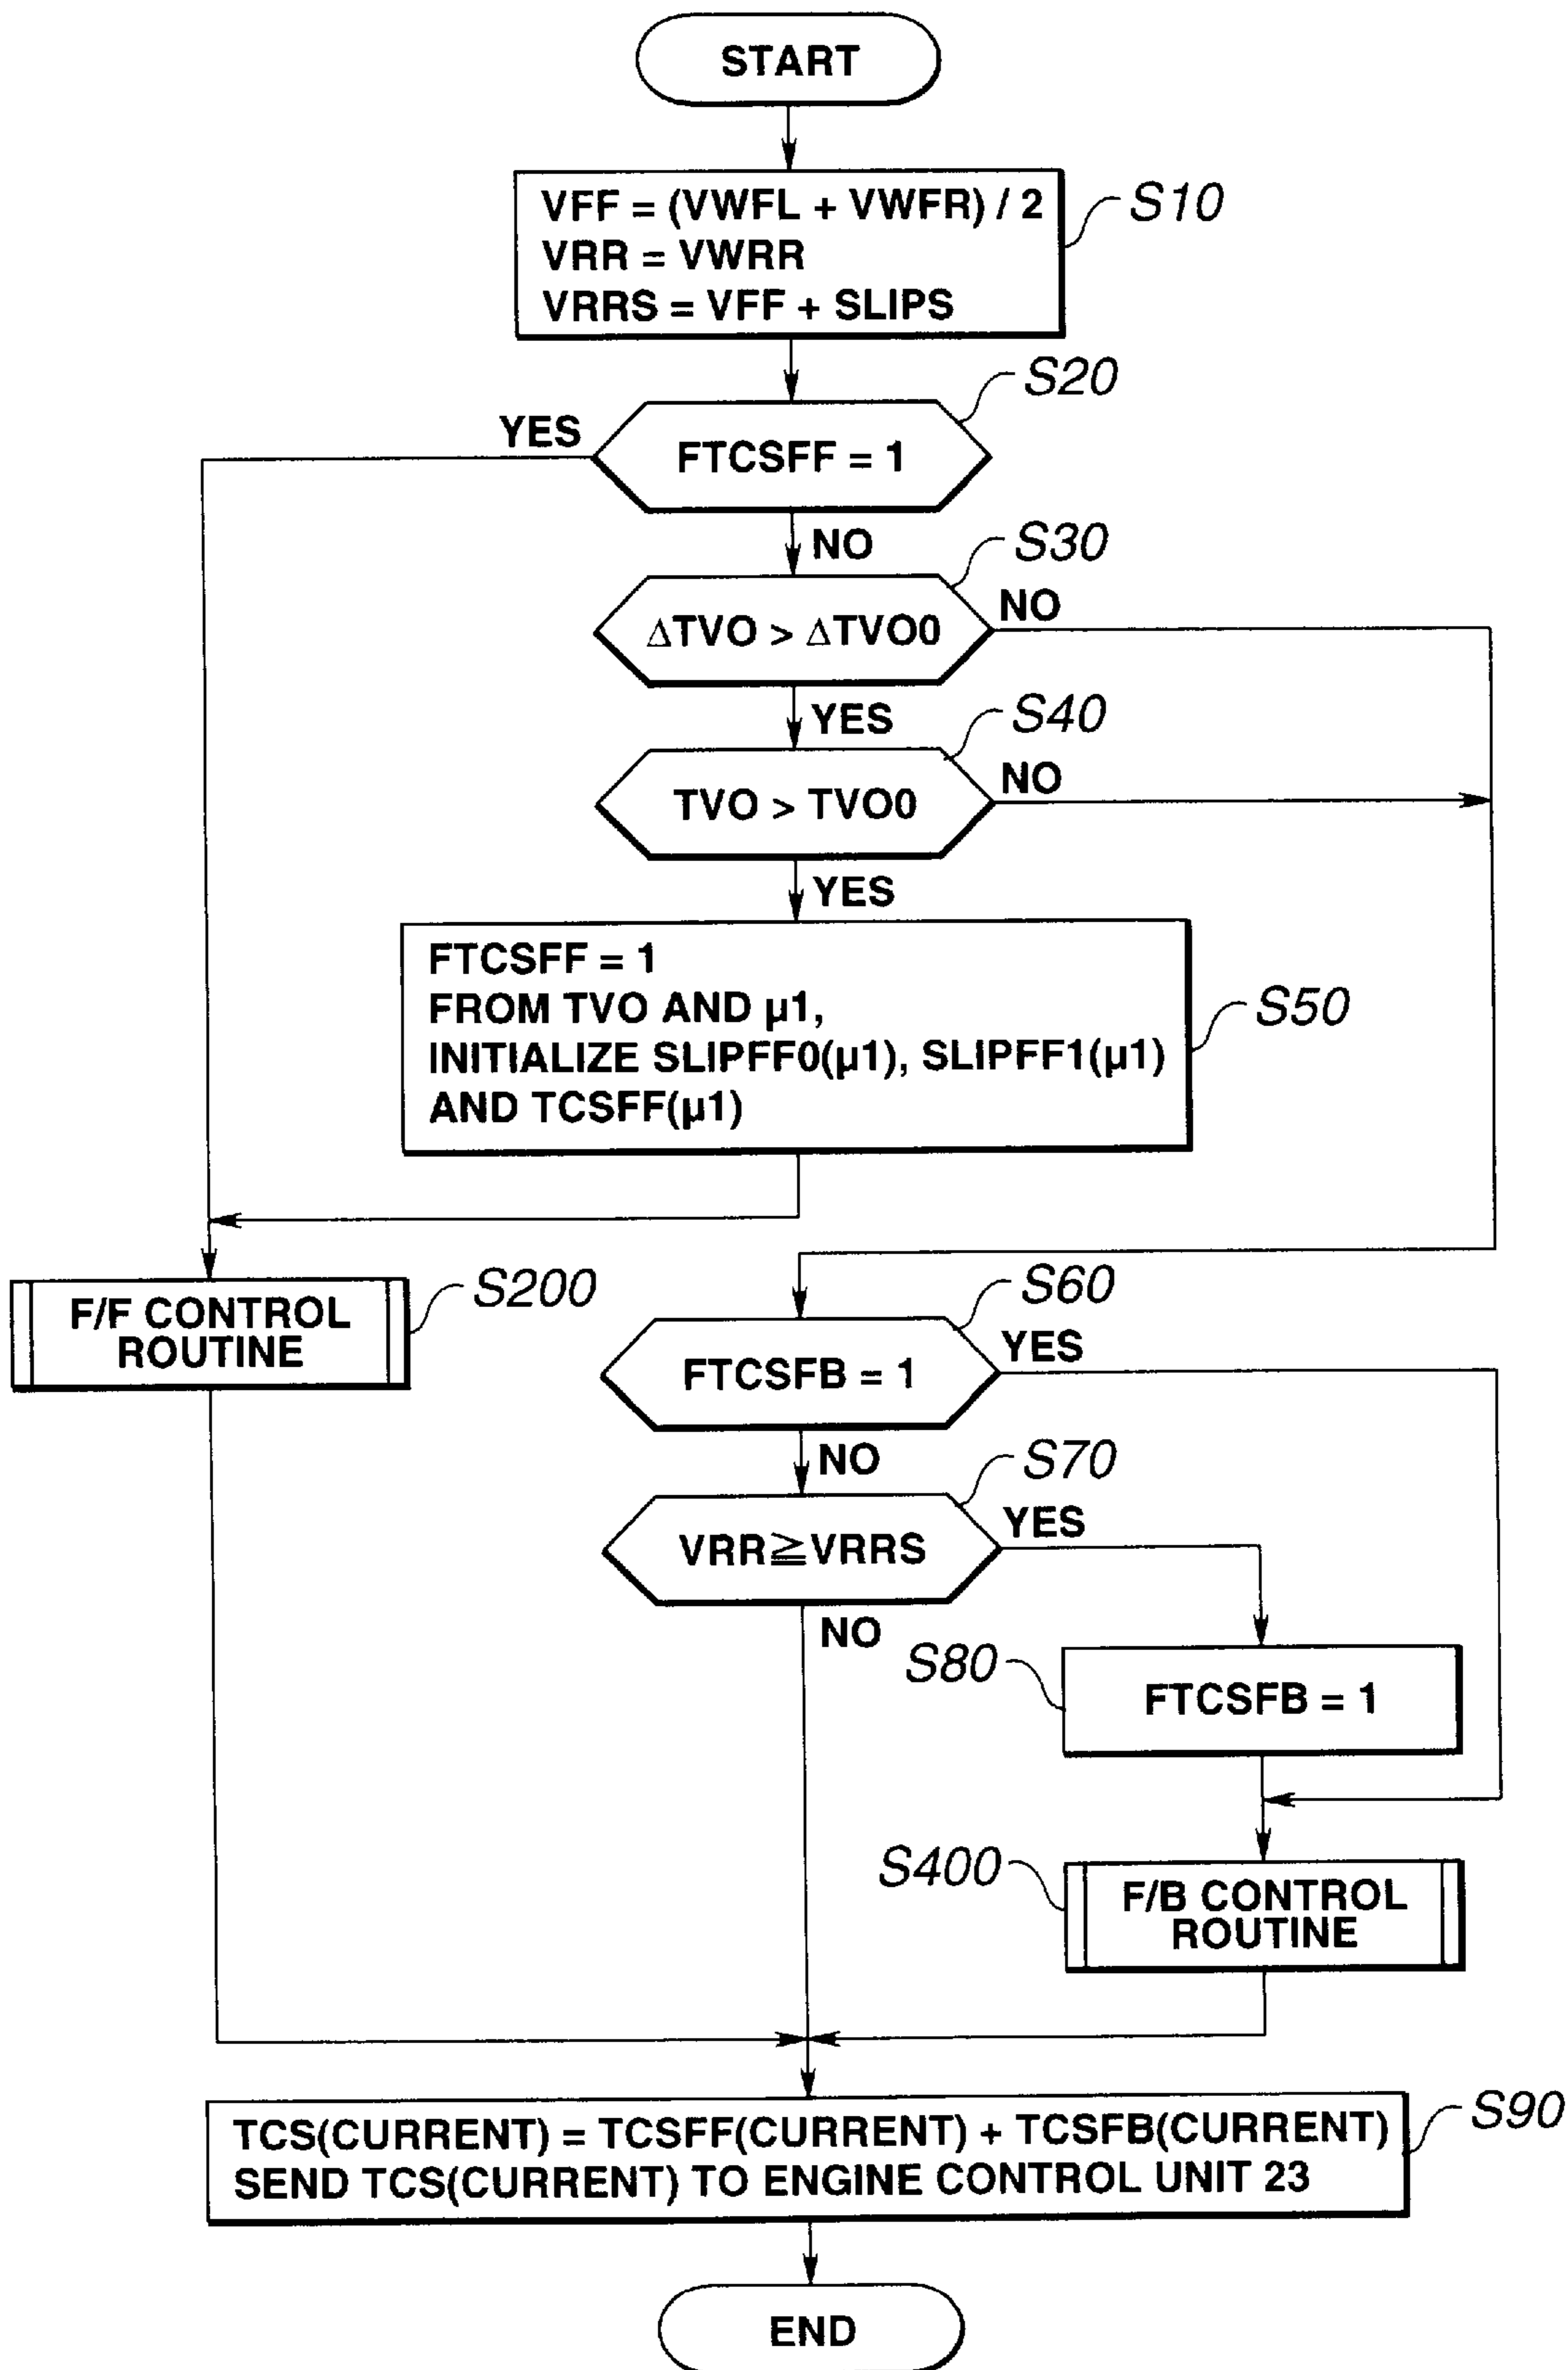 START
VFF = (VWFL + VWFR) / 2
VRR = VWRR
VRRS = VFF + SLIPS
S10
S20
YES
FTCSFF = 1
NO
S30
ΔTVO > ΔTVO0
NO
YES
S40
TVO > TVO0
NO
YES
FTCSFF = 1
FROM TVO AND μ1,
INITIALIZE SLIPFF0(μ1), SLIPFF1(μ1)
AND TCSFF(μ1)
S50
F/F CONTROL
ROUTINE
S200
S60
FTCSFB = 1
YES
NO
S70
VRR≧VRRS
YES
NO
S80
FTCSFB = 1
S400
F/B CONTROL
ROUTINE
TCS(CURRENT) = TCSFF(CURRENT) + TCSFB(CURRENT)
SEND TCS(CURRENT) TO ENGINE CONTROL UNIT 23
S90
END